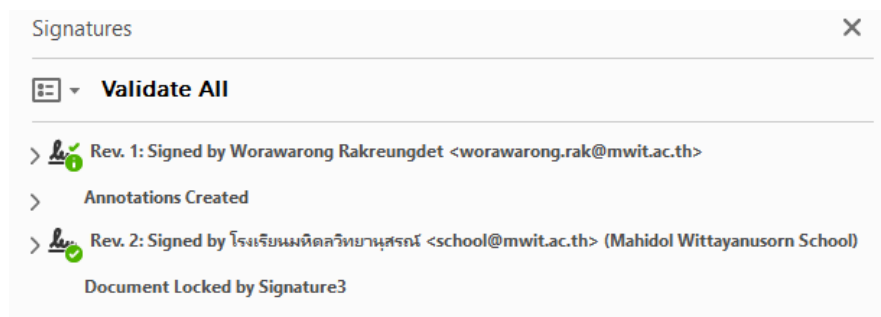 Signatures
Validate All
Rev. 1: Signed by Worawarong Rakreungdet <worawarong.rak@mwit.ac.th>
Annotations Created
Rev. 2: Signed by โรงเรียนมหิดลวิทยานุสรณ์ <school@mwit.ac.th> (Mahidol Wittayanusorn School)
Document Locked by Signature3